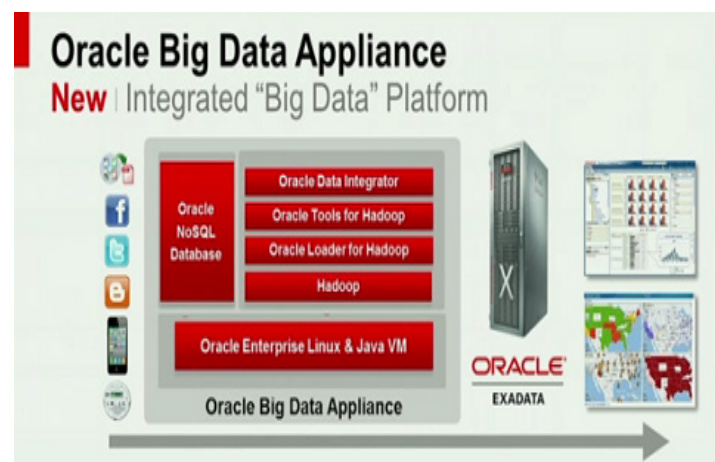 Oracle Big Data Appliance
New | Integrated “Big Data” Platform
Oracle
NoSQL
Database
Oracle Data Integrator
Oracle Tools for Hadoop
Oracle Loader for Hadoop
Hadoop
Oracle Enterprise Linux & Java VM
Oracle Big Data Appliance
X
ORACLE
EXADATA